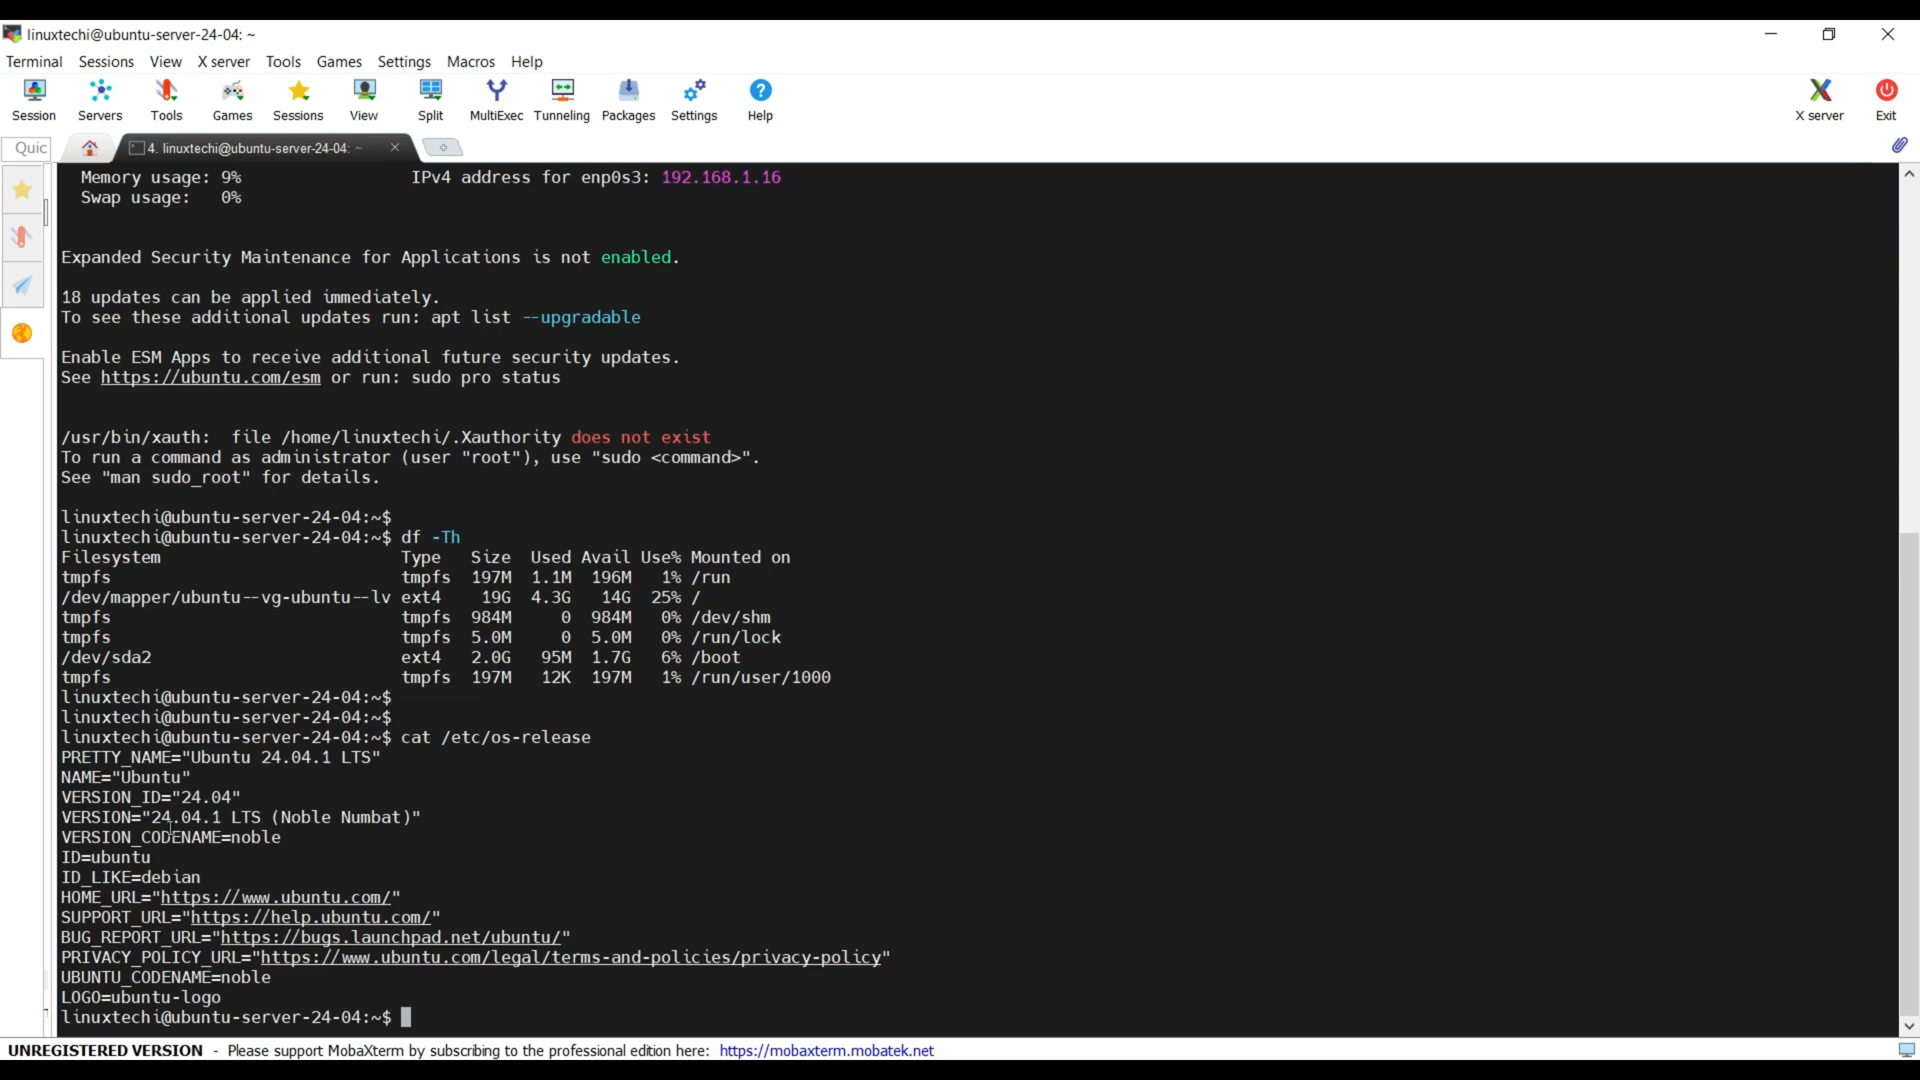 linuxtechi@ubuntu-server-24-04: ~
Terminal Sessions View X server Tools Games Settings Macros Help
Session Servers Tools Games Sessions View Split MultiExec Tunneling Packages Settings Help X server Exit
Quic 4. linuxtechi@ubuntu-server-24-04: ~
Memory usage: 9% IPv4 address for enp0s3: 192.168.1.16
Swap usage: 0%
Expanded Security Maintenance for Applications is not enabled.
18 updates can be applied immediately.
To see these additional updates run: apt list --upgradable
Enable ESM Apps to receive additional future security updates.
See https://ubuntu.com/esm or run: sudo pro status
/usr/bin/xauth: file /home/linuxtechi/.Xauthority does not exist
To run a command as administrator (user "root"), use "sudo <command>".
See "man sudo_root" for details.
linuxtechi@ubuntu-server-24-04:~$
linuxtechi@ubuntu-server-24-04:~$ df -Th
Filesystem Type Size Used Avail Use% Mounted on
tmpfs tmpfs 197M 1.1M 196M 1% /run
/dev/mapper/ubuntu--vg-ubuntu--lv ext4 19G 4.3G 14G 25% /
tmpfs tmpfs 984M 0 984M 0% /dev/shm
tmpfs tmpfs 5.0M 0 5.0M 0% /run/lock
/dev/sda2 ext4 2.0G 95M 1.7G 6% /boot
tmpfs tmpfs 197M 12K 197M 1% /run/user/1000
linuxtechi@ubuntu-server-24-04:~$
linuxtechi@ubuntu-server-24-04:~$
linuxtechi@ubuntu-server-24-04:~$ cat /etc/os-release
PRETTY_NAME="Ubuntu 24.04.1 LTS"
NAME="Ubuntu"
VERSION_ID="24.04"
VERSION="24.04.1 LTS (Noble Numbat)"
VERSION_CODENAME=noble
ID=ubuntu
ID_LIKE=debian
HOME_URL="https://www.ubuntu.com/"
SUPPORT_URL="https://help.ubuntu.com/"
BUG_REPORT_URL="https://bugs.launchpad.net/ubuntu/"
PRIVACY_POLICY_URL="https://www.ubuntu.com/legal/terms-and-policies/privacy-policy"
UBUNTU_CODENAME=noble
LOGO=ubuntu-logo
linuxtechi@ubuntu-server-24-04:~$
UNREGISTERED VERSION - Please support MobaXterm by subscribing to the professional edition here: https://mobaxterm.mobatek.net